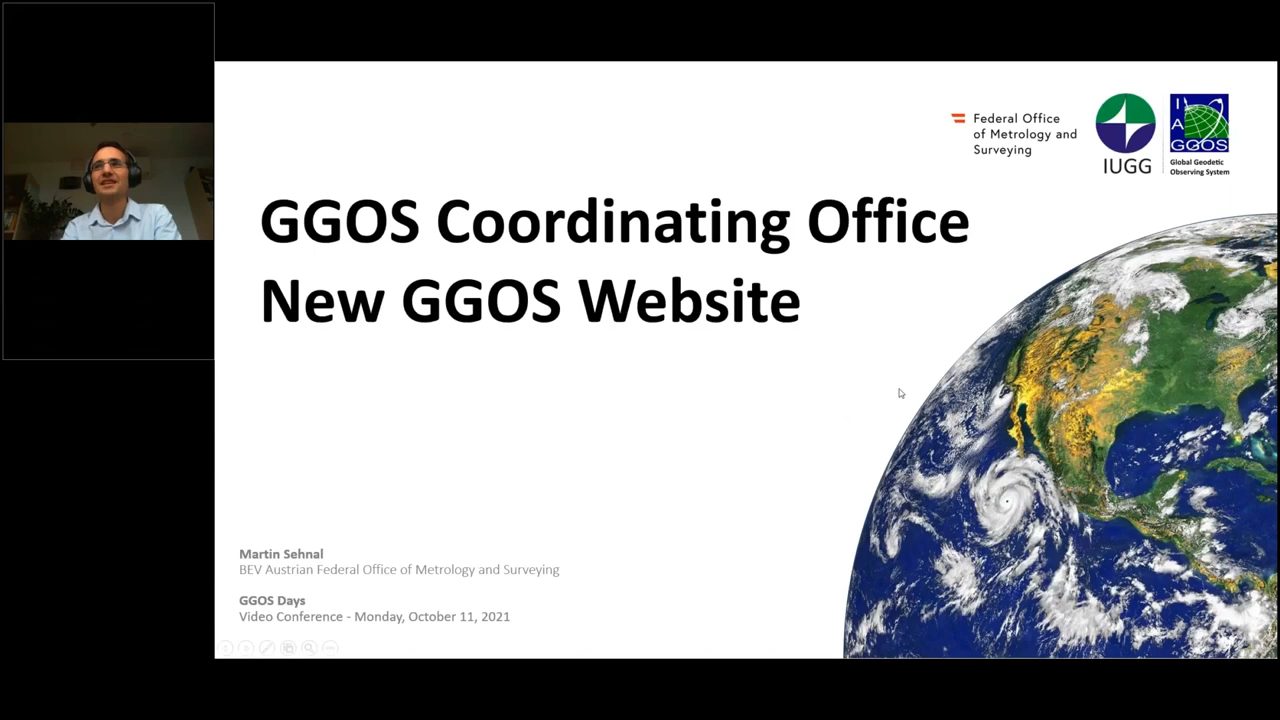 Federal Office
of Metrology and
Surveying
IUGG
I
A
GGOS
Global Geodetic
Observing System
GGOS Coordinating Office
New GGOS Website
Martin Sehnal
BEV Austrian Federal Office of Metrology and Surveying
GGOS Days
Video Conference - Monday, October 11, 2021